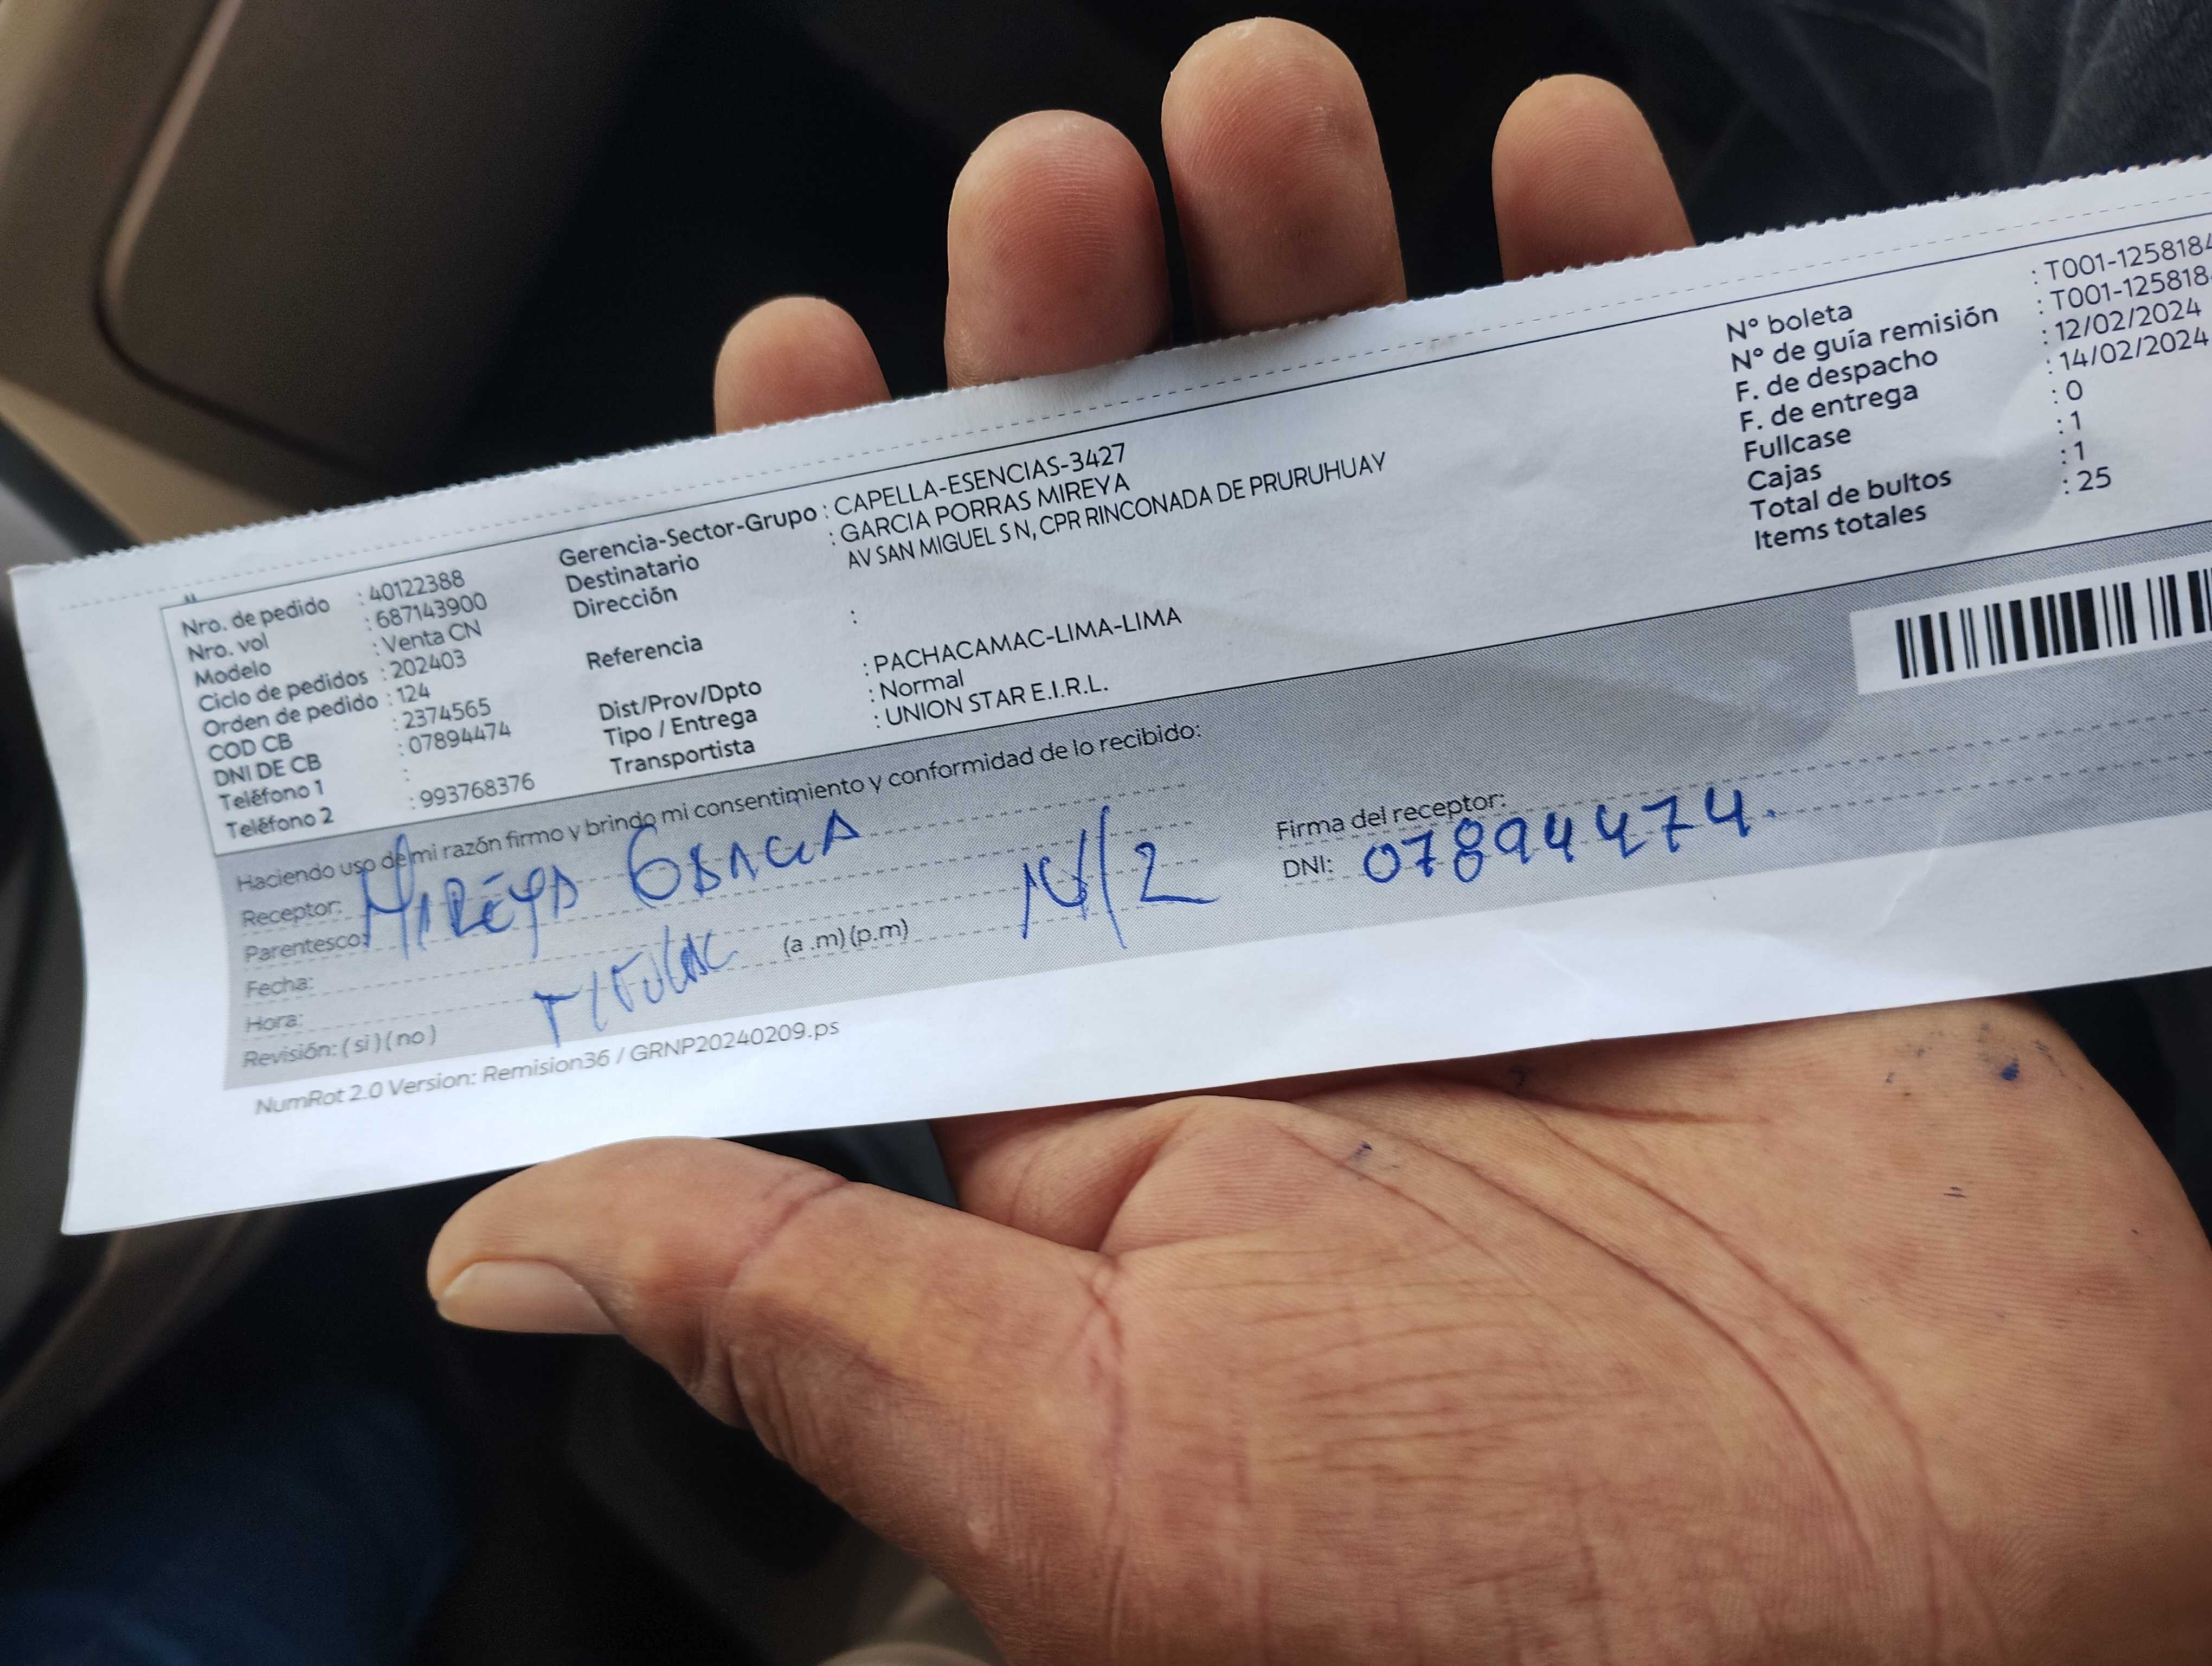 Nro. de pedido : 40122388
Nro. vol : 687143900
Modelo : Venta CN
Ciclo de pedidos : 202403
Orden de pedido : 124
COD CB : 2374565
DNI DE CB : 07894474
Teléfono 1 :
Teléfono 2 : 993768376
Gerencia-Sector-Grupo : CAPELLA-ESENCIAS-3427
Destinatario : GARCIA PORRAS MIREYA
Dirección AV SAN MIGUEL S N, CPR RINCONADA DE PRURUHUAY
Referencia :
Dist/Prov/Dpto : PACHACAMAC-LIMA-LIMA
Tipo / Entrega : Normal
Transportista : UNION STAR E.I.R.L.
N° boleta : T001-1258184
N° de guía remisión : T001-125818
F. de despacho : 12/02/2024
F. de entrega : 14/02/2024
Fullcase : 0
Cajas : 1
Total de bultos : 1
Items totales : 25
Haciendo uso de mi razón firmo y brindo mi consentimiento y conformidad de lo recibido:
Receptor: MIREYA GARCIA
Parentesco:
Fecha:
Hora: (a .m) (p.m)
Revisión: ( si ) ( no ) TITULAR
Firma del receptor:
DNI: 07894474.
NumRot 2.0 Version: Remision36 / GRNP20240209.ps